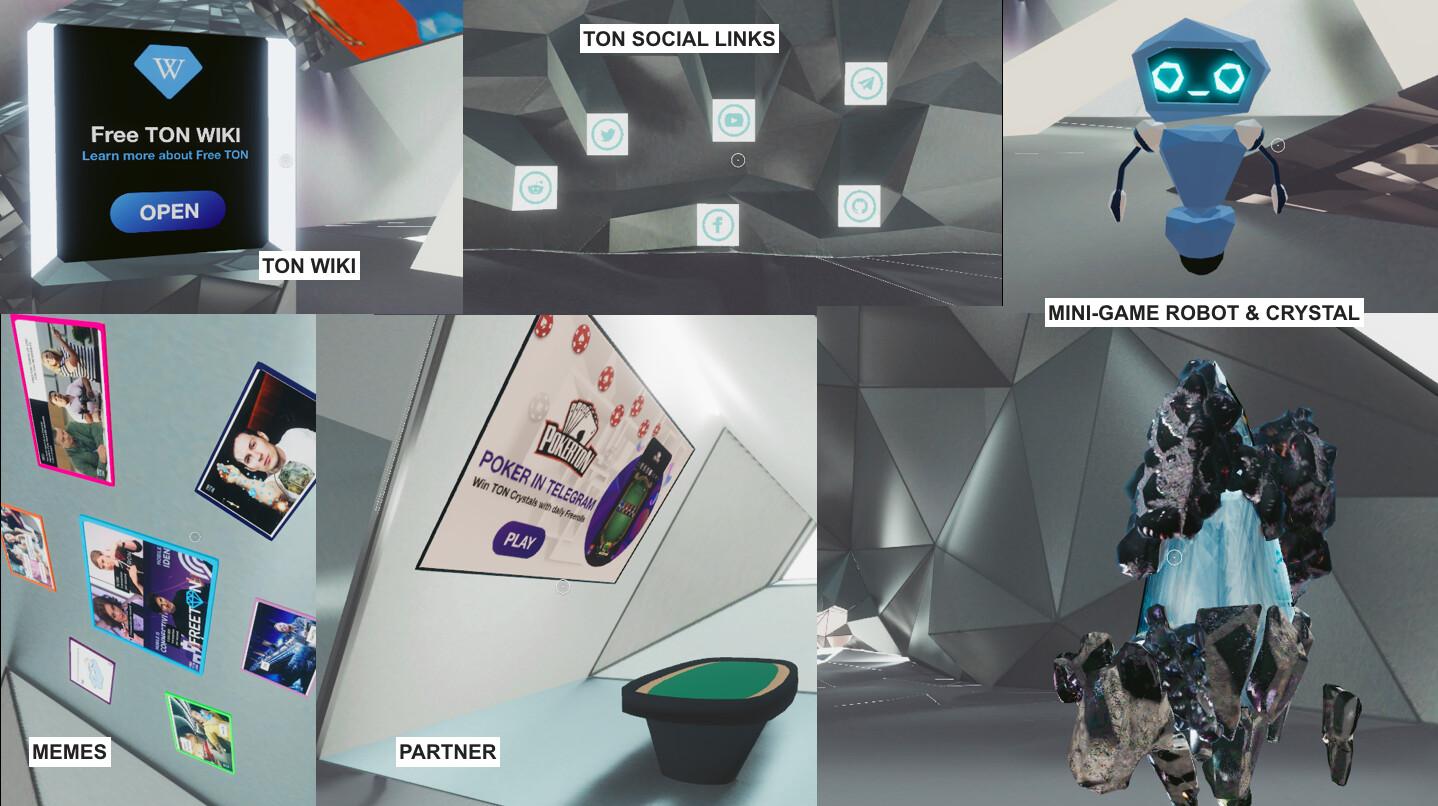 W
Free TON WIKI
Learn more about Free TON
OPEN
TON WIKI
TON SOCIAL LINKS
MINI-GAME ROBOT & CRYSTAL
FREETON
MEMES
POKERTON
POKER IN TELEGRAM
Win TON Crystals with daily Freerolls
PLAY
PARTNER